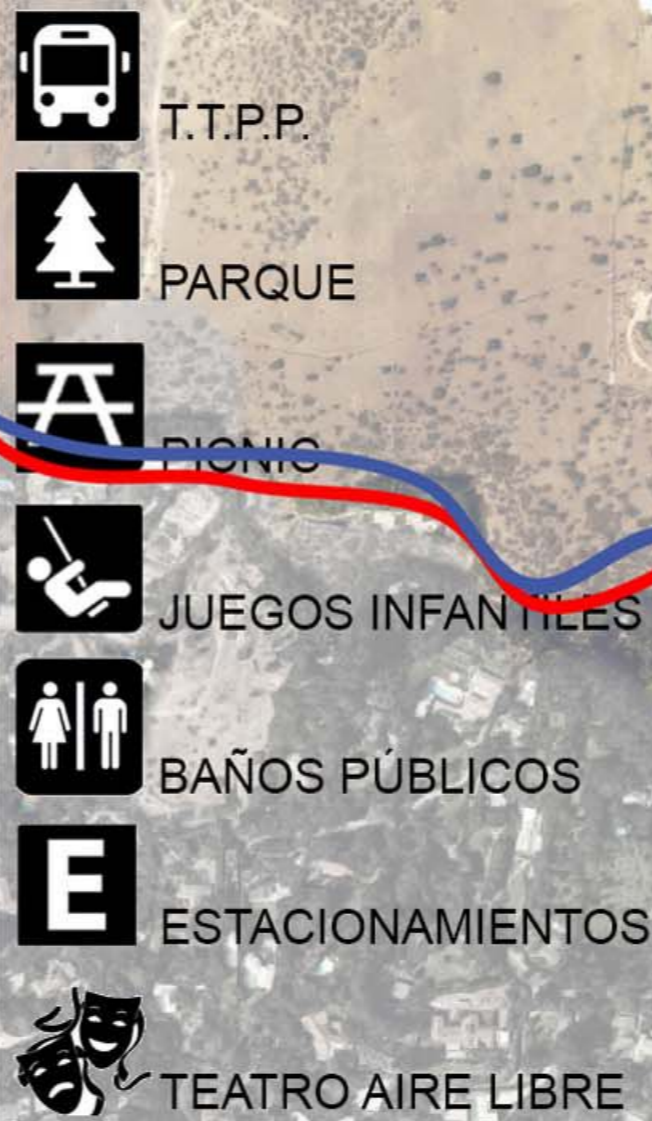 T.T.P.P.
PARQUE
PICNIC
JUEGOS INFANTILES
BAÑOS PÚBLICOS
E
ESTACIONAMIENTOS
TEATRO AIRE LIBRE